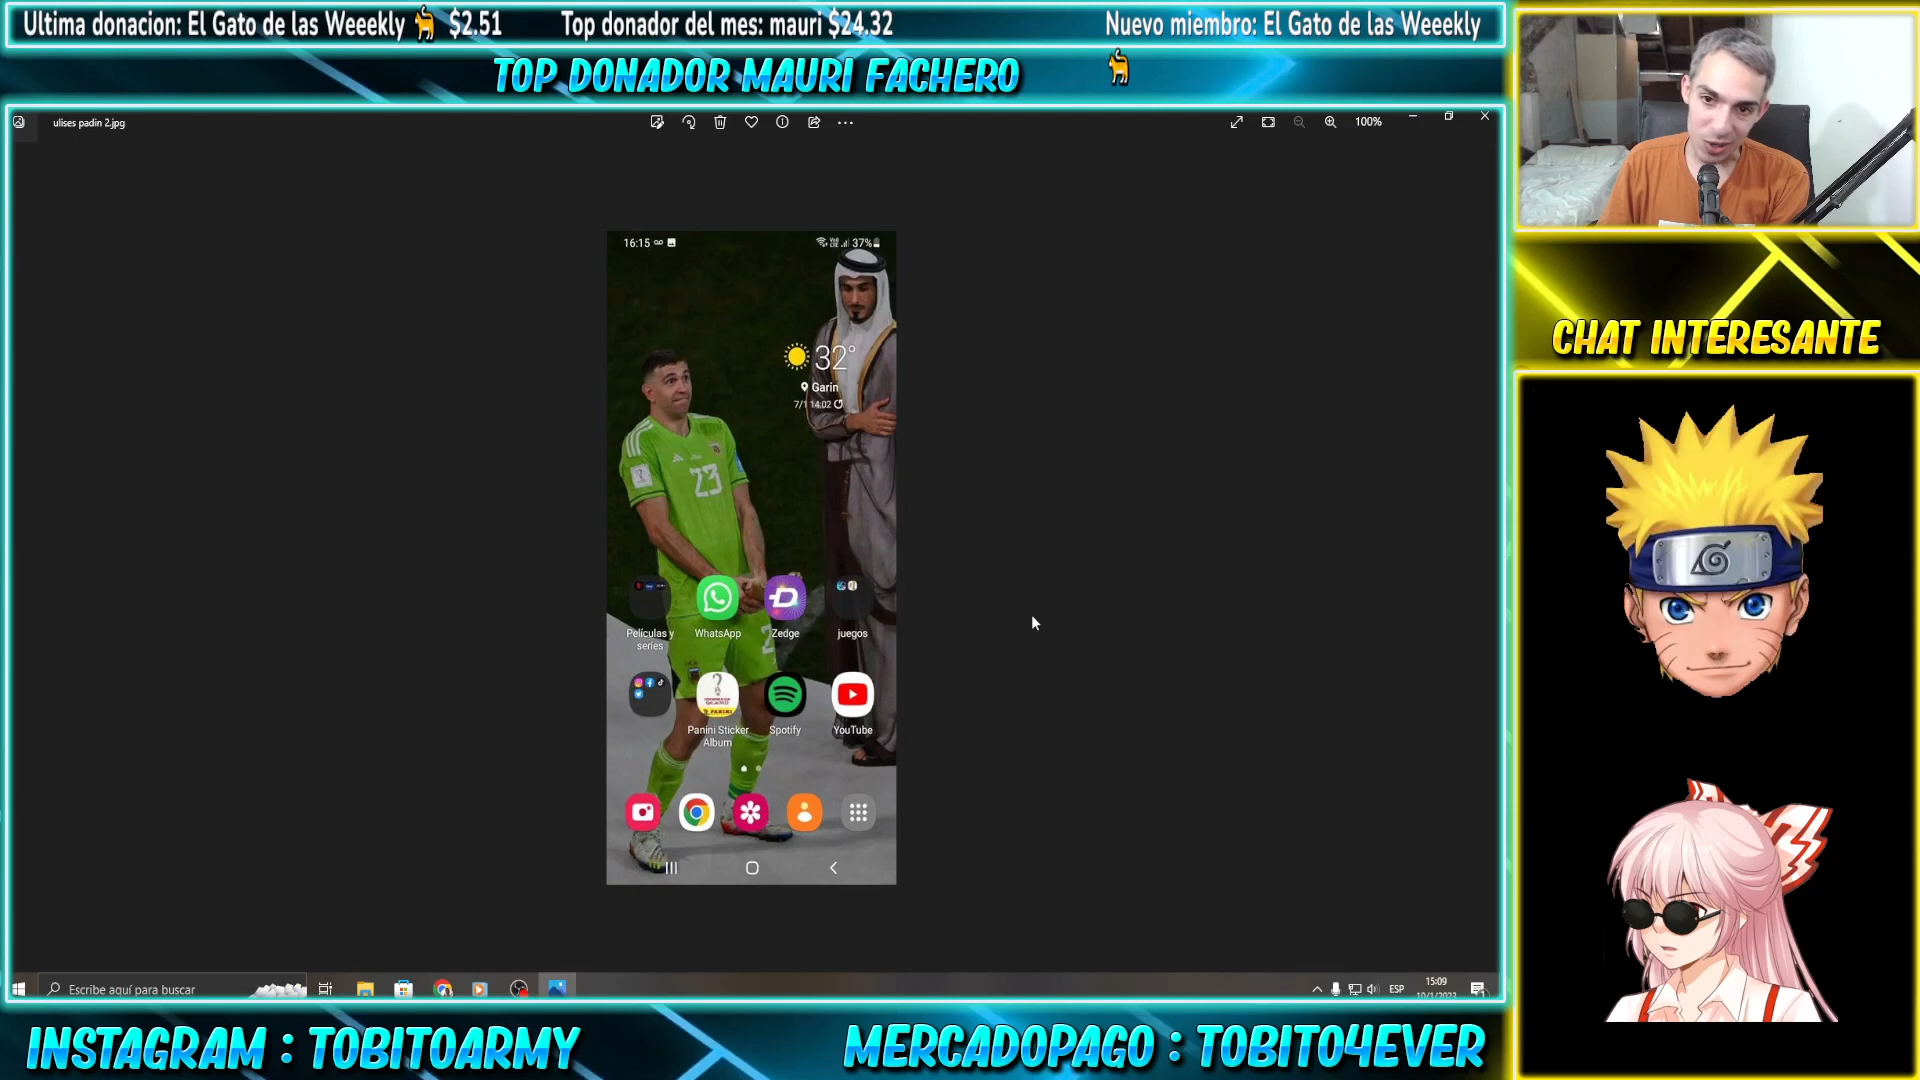 Ultima donacion: El Gato de las Weeekly $2.51
Top donador del mes: mauri $24.32
Nuevo miembro: El Gato de las Weeekly
TOP DONADOR MAURI FACHERO
ulises padin 2.jpg
100%
16:15
37%
32°
Garín
7/1 14:02
23
Películas y series
WhatsApp
Zedge
juegos
PANINI
Panini Sticker Album
Spotify
YouTube
CHAT INTERESANTE
Escribe aquí para buscar
ESP
15:09
INSTAGRAM : TOBITOARMY
MERCADOPAGO : TOBITO4EVER